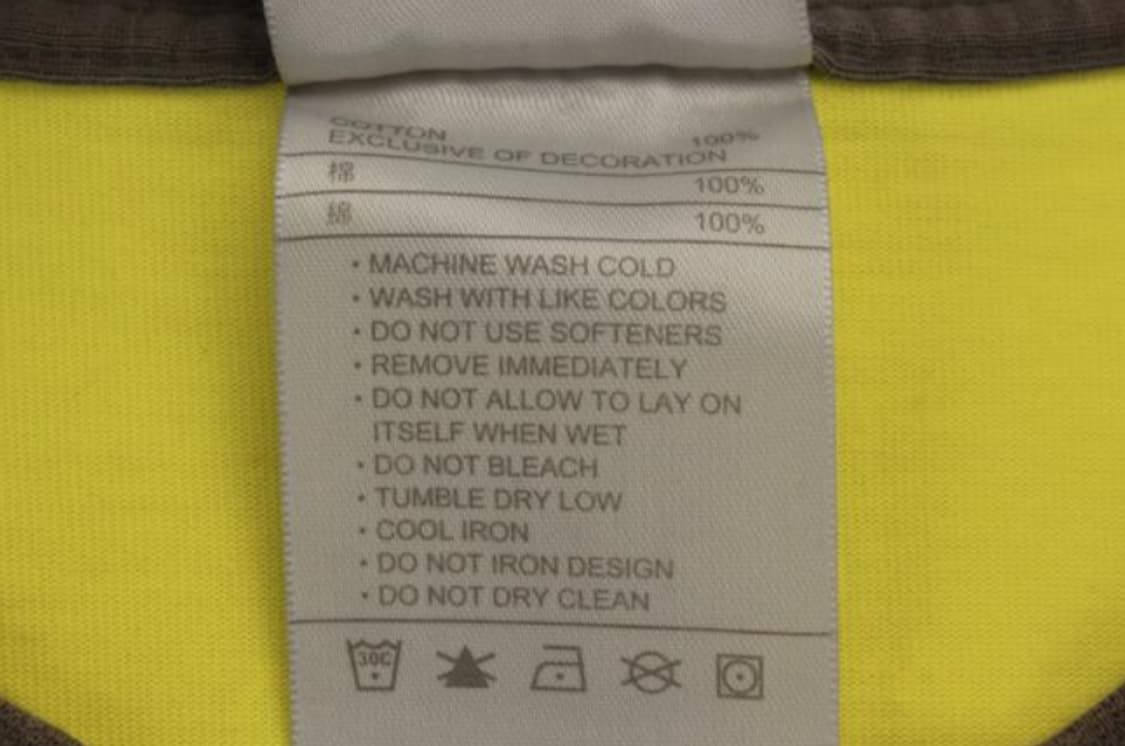 COTTON 100%
EXCLUSIVE OF DECORATION
棉 100%
綿 100%
• MACHINE WASH COLD
• WASH WITH LIKE COLORS
• DO NOT USE SOFTENERS
• REMOVE IMMEDIATELY
• DO NOT ALLOW TO LAY ON
ITSELF WHEN WET
• DO NOT BLEACH
• TUMBLE DRY LOW
• COOL IRON
• DO NOT IRON DESIGN
• DO NOT DRY CLEAN
30C